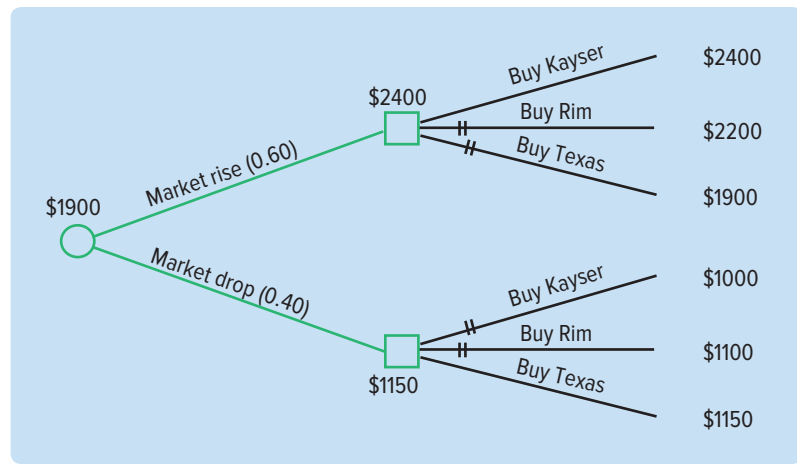 Buy Kayser
$2400
$2400
Buy Rim
$2200
Buy Texas
Market rise (0.60)
$1900
$1900
Market drop (0.40)
Buy Kayser
$1000
Buy Rim
$1100
$1150
Buy Texas
$1150